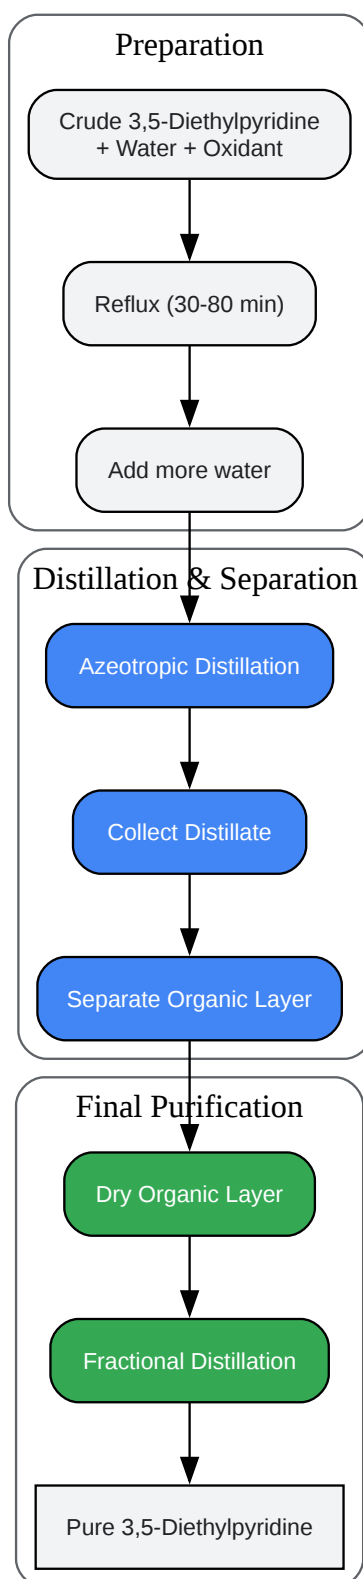 Preparation
Crude 3,5-Diethylpyridine
+ Water + Oxidant
Reflux (30-80 min)
Add more water
Distillation & Separation
Azeotropic Distillation
Collect Distillate
Separate Organic Layer
Final Purification
Dry Organic Layer
Fractional Distillation
Pure 3,5-Diethylpyridine